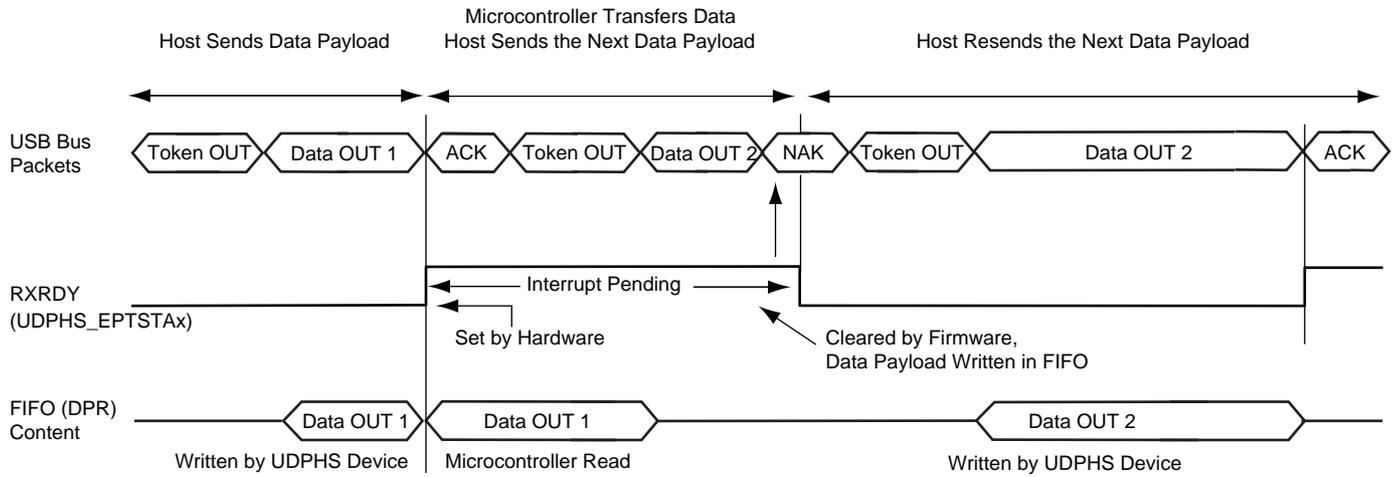 Microcontroller Transfers Data
Host Sends Data Payload
Host Sends the Next Data Payload
Host Resends the Next Data Payload
USB Bus
Packets
Token OUT
Data OUT 1
ACK
Token OUT
Data OUT 2
NAK
Token OUT
Data OUT 2
ACK
RXRDY
(UDPHS_EPTSTAx)
Interrupt Pending
Set by Hardware
Cleared by Firmware,
Data Payload Written in FIFO
FIFO (DPR)
Content
Data OUT 1
Data OUT 1
Data OUT 2
Written by UDPHS Device
Microcontroller Read
Written by UDPHS Device